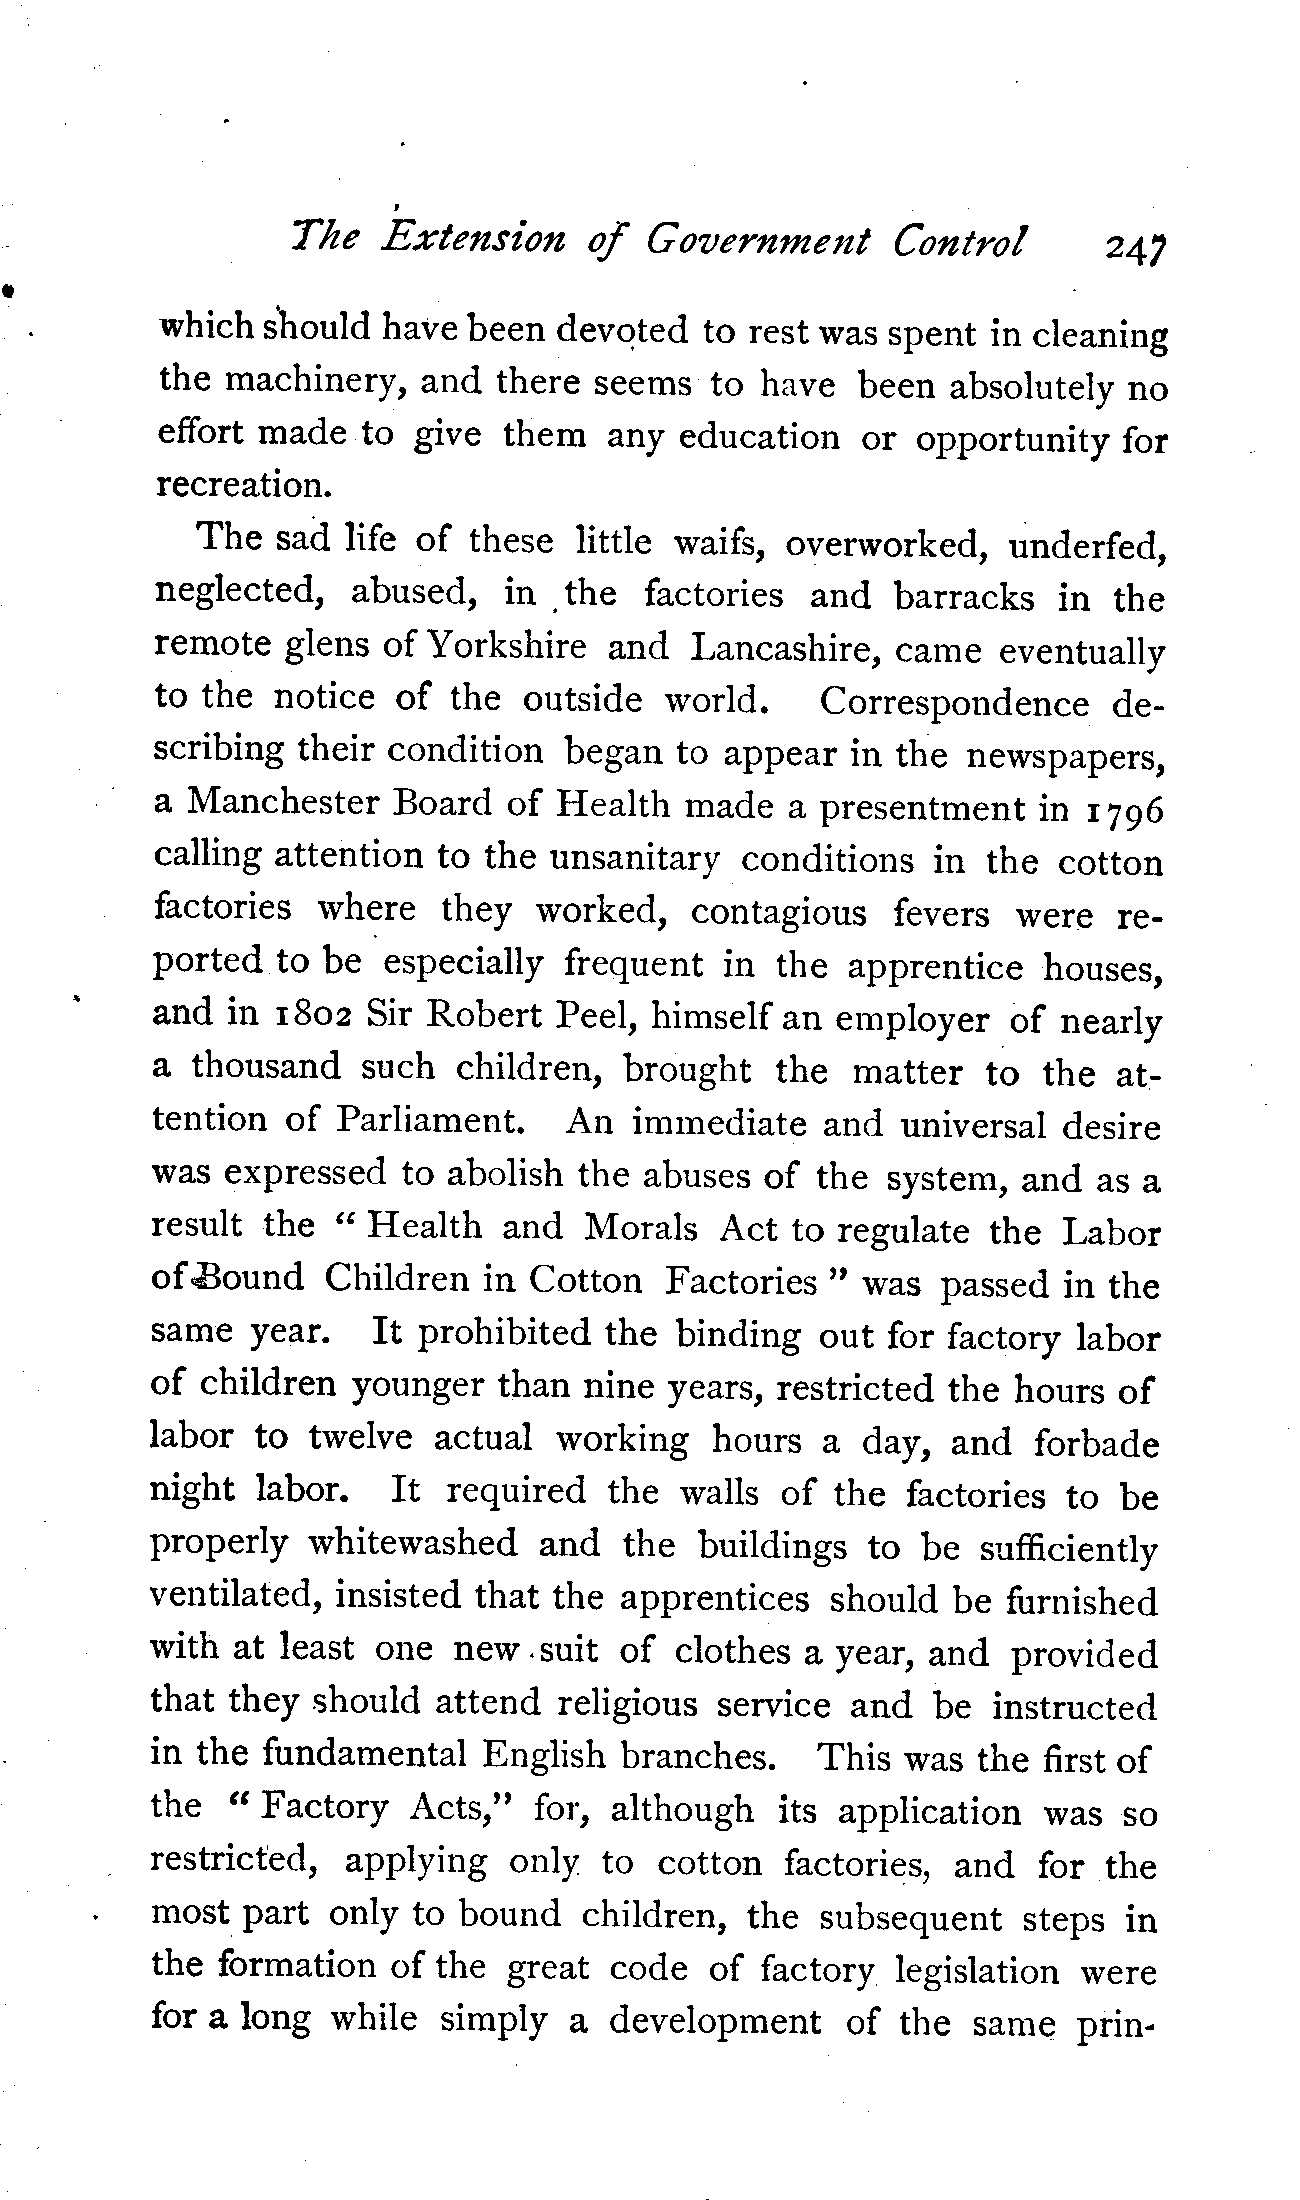 The Extension of Government Control 247
which should have been devoted to rest was spent in cleaning
the machinery, and there seems to have been absolutely no
effort made to give them any education or opportunity for
recreation.
The sad life of these little waifs, overworked, underfed,
neglected, abused, in the factories and barracks in the
remote glens of Yorkshire and Lancashire, came eventually
to the notice of the outside world. Correspondence de-
scribing their condition began to appear in the newspapers,
a Manchester Board of Health made a presentment in 1796
calling attention to the unsanitary conditions in the cotton
factories where they worked, contagious fevers were re-
ported to be especially frequent in the apprentice houses,
and in 1802 Sir Robert Peel, himself an employer of nearly
a thousand such children, brought the matter to the at-
tention of Parliament. An immediate and universal desire
was expressed to abolish the abuses of the system, and as a
result the " Health and Morals Act to regulate the Labor
of Bound Children in Cotton Factories " was passed in the
same year. It prohibited the binding out for factory labor
of children younger than nine years, restricted the hours of
labor to twelve actual working hours a day, and forbade
night labor. It required the walls of the factories to be
properly whitewashed and the buildings to be sufficiently
ventilated, insisted that the apprentices should be furnished
with at least one new suit of clothes a year, and provided
that they should attend religious service and be instructed
in the fundamental English branches. This was the first of
the " Factory Acts," for, although its application was so
restricted, applying only to cotton factories, and for the
most part only to bound children, the subsequent steps in
the formation of the great code of factory legislation were
for a long while simply a development of the same prin-